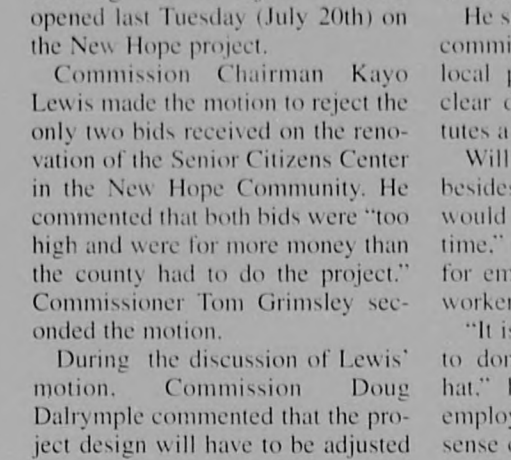 opened last Tuesday (July 20th) on
the New Hope project.
Commission Chairman Kayo
Lewis made the motion to reject the
only two bids received on the reno-
vation of the Senior Citizens Center
in the New Hope Community. He
commented that both bids were “too
high and were for more money than
the county had to do the project.”
Commissioner Tom Grimsley sec-
onded the motion.
During the discussion of Lewis’
motion, Commission Doug
Dalrymple commented that the pro-
ject design will have to be adjusted
He s
commi
local p
clear c
tutes a
Will
besides
would
time.”
for em
worker
“It is
to don
hat.”
employ
sense